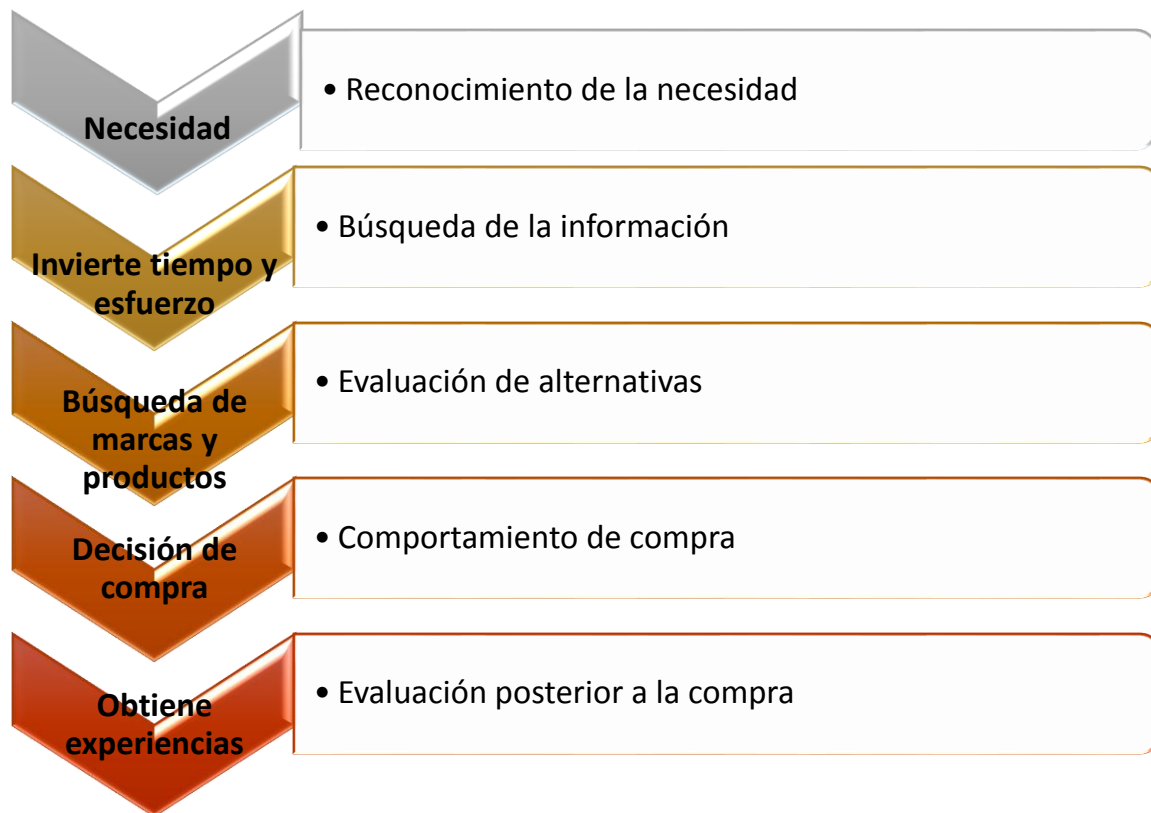 Necesidad
• Reconocimiento de la necesidad
Invierte tiempo y
esfuerzo
• Búsqueda de la información
Búsqueda de
marcas y
productos
• Evaluación de alternativas
Decisión de
compra
• Comportamiento de compra
Obtiene
experiencias
• Evaluación posterior a la compra